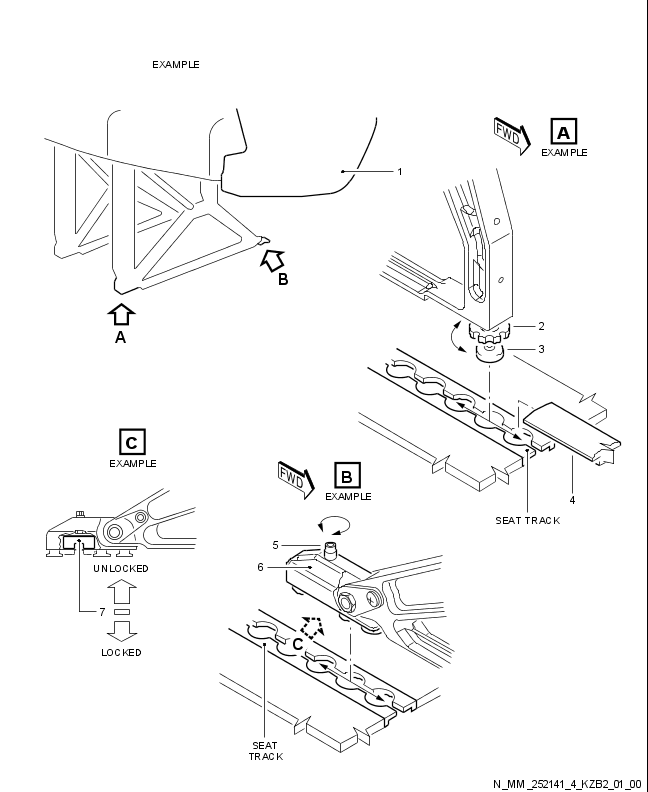 EXAMPLE
FWD
A
EXAMPLE
1
B
A
2
3
4
SEAT TRACK
C
EXAMPLE
FWD
B
EXAMPLE
5
6
UNLOCKED
7
LOCKED
C
SEAT
TRACK
N_MM_252141_4_KZB2_01_00